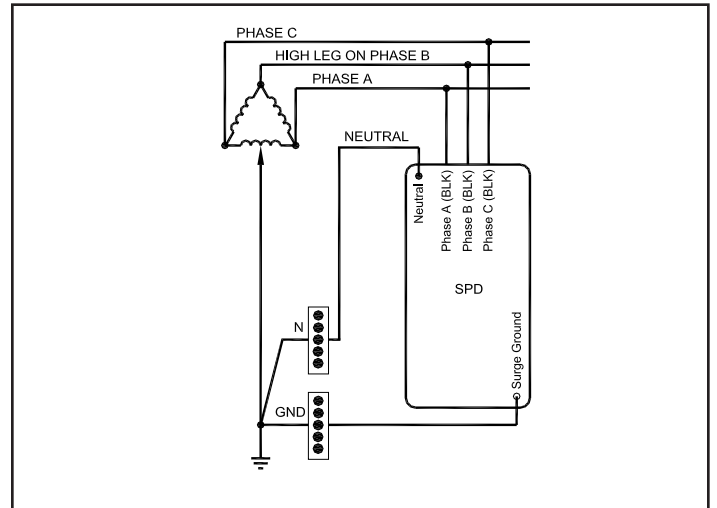 PHASE C
HIGH LEG ON PHASE B
PHASE A
NEUTRAL
Neutral
Phase A (BLK)
Phase B (BLK)
Phase C (BLK)
SPD
N
Surge Ground
GND